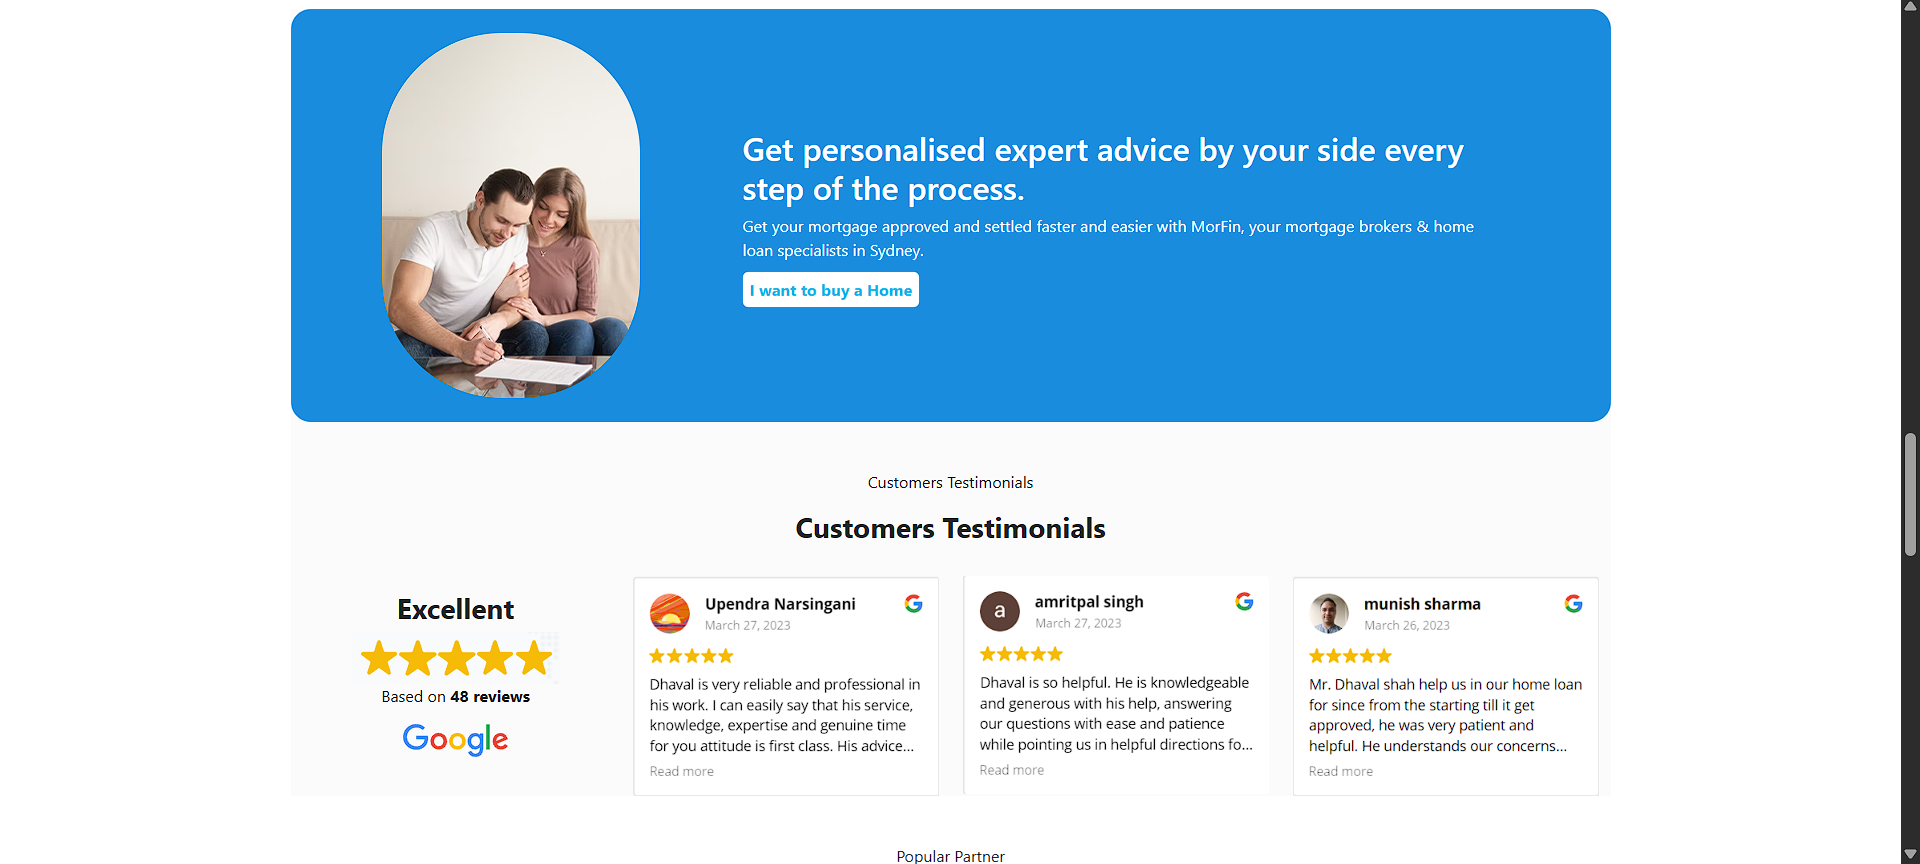 Get personalised expert advice by your side every
step of the process.
Get your mortgage approved and settled faster and easier with MorFin, your mortgage brokers & home
loan specialists in Sydney.
I want to buy a Home
Customers Testimonials
Customers Testimonials
Excellent
Based on 48 reviews
Google
Upendra Narsingani
March 27, 2023
Dhaval is very reliable and professional in
his work. I can easily say that his service,
knowledge, expertise and genuine time
for you attitude is first class. His advice...
Read more
a
amritpal singh
March 27, 2023
Dhaval is so helpful. He is knowledgeable
and generous with his help, answering
our questions with ease and patience
while pointing us in helpful directions fo...
Read more
munish sharma
March 26, 2023
Mr. Dhaval shah help us in our home loan
for since from the starting till it get
approved, he was very patient and
helpful. He understands our concerns...
Read more
Popular Partner